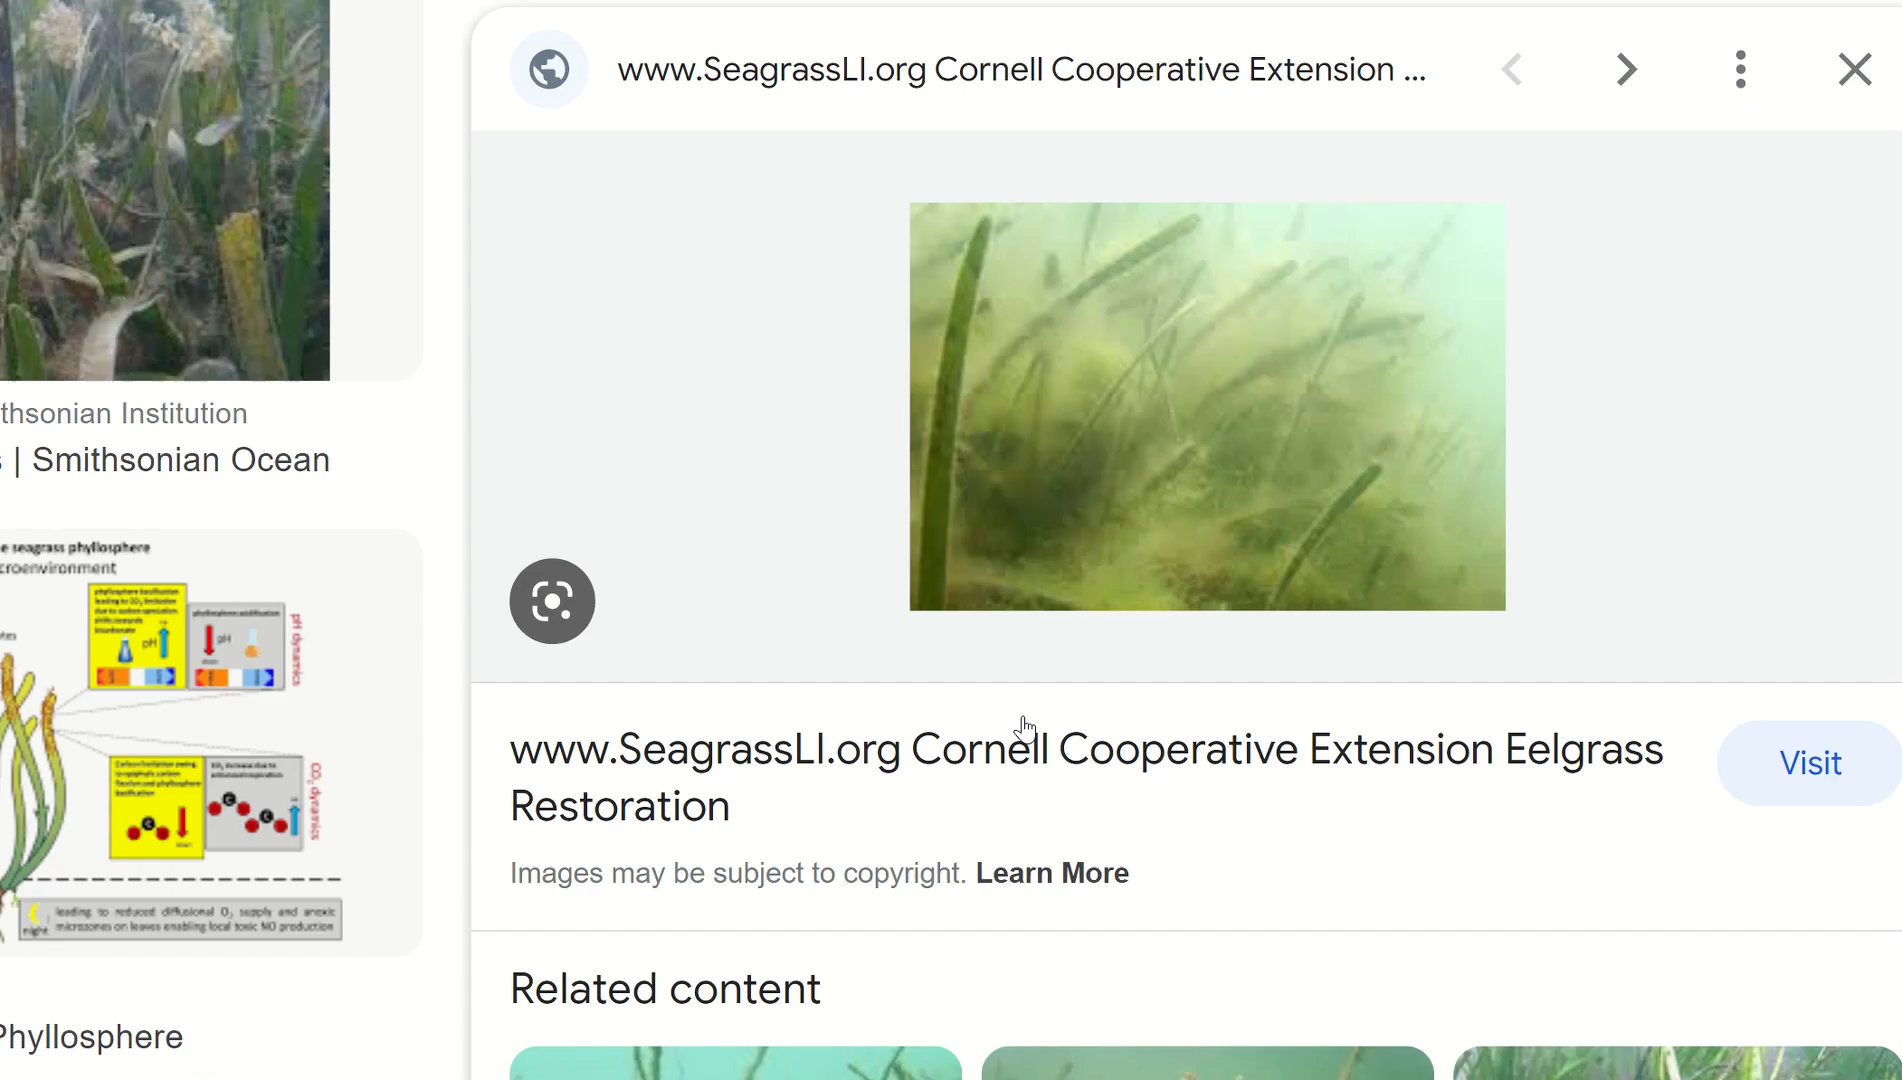 www.SeagrassLI.org Cornell Cooperative Extension ...
thsonian Institution
s | Smithsonian Ocean
e seagrass phyllosphere
croenvironment
pH
pH
pH dynamics
CO₂ dynamics
night
leading to reduced diffusional O₂ supply and anoxic
microzones on leaves enabling local toxic NO production
Phyllosphere
www.SeagrassLI.org Cornell Cooperative Extension Eelgrass
Restoration
Visit
Images may be subject to copyright. Learn More
Related content